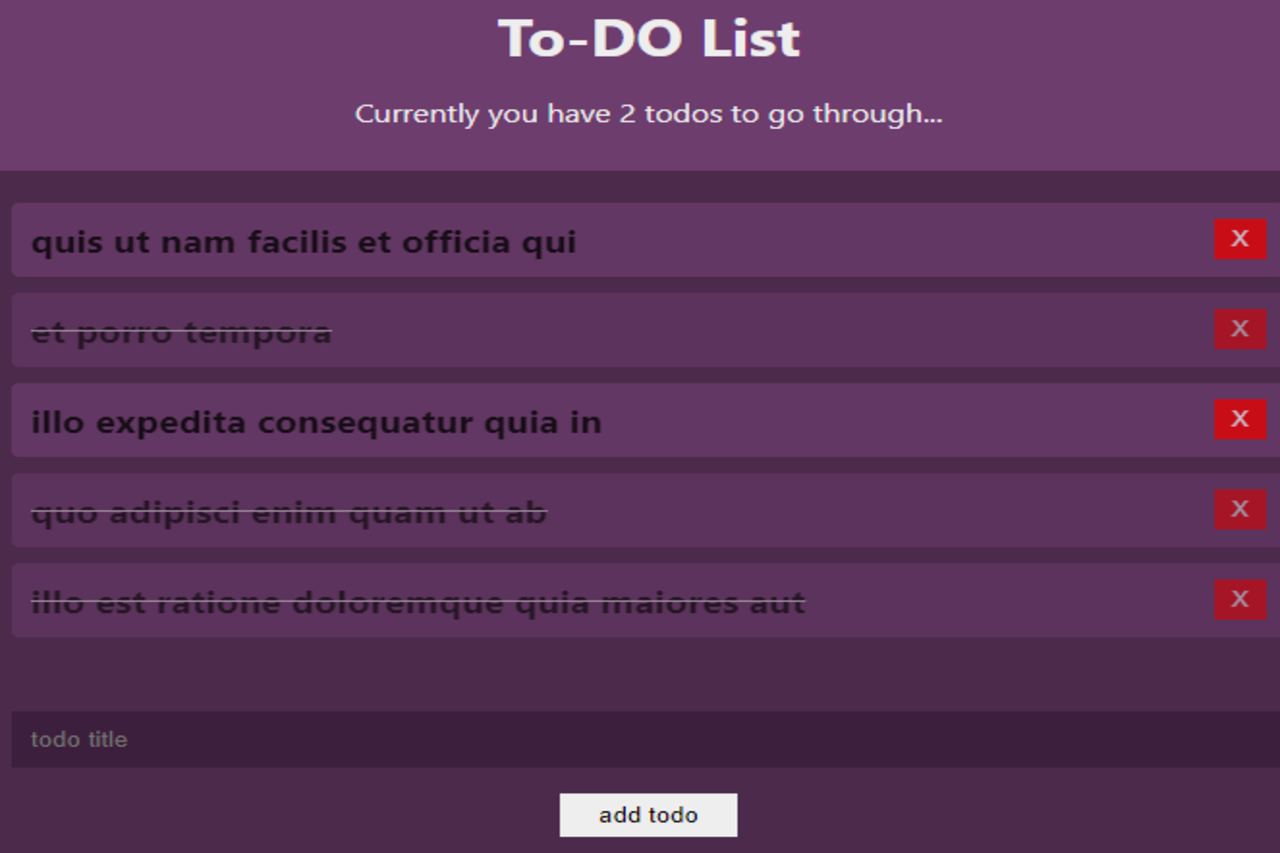 To-DO List
Currently you have 2 todos to go through...
quis ut nam facilis et officia qui
X
et porro tempora
X
illo expedita consequatur quia in
X
quo adipisci enim quam ut ab
X
illo est ratione doloremque quia maiores aut
X
todo title
add todo